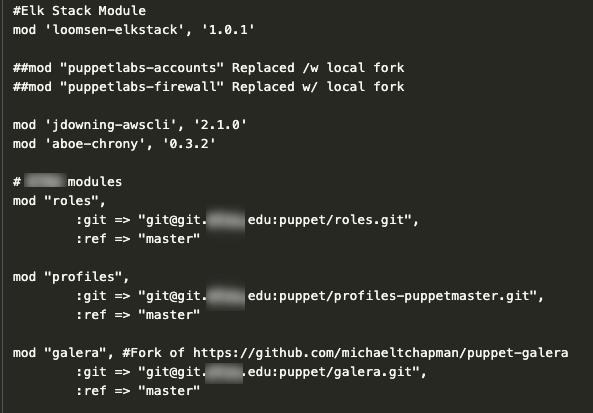 #Elk Stack Module
mod 'loomsen-elkstack', '1.0.1'
##mod "puppetlabs-accounts" Replaced /w local fork
##mod "puppetlabs-firewall" Replaced w/ local fork
mod 'jdowning-awscli', '2.1.0'
mod 'aboe-chrony', '0.3.2'
# modules
mod "roles",
:git => "git@git. edu:puppet/roles.git",
:ref => "master"
mod "profiles",
:git => "git@git. edu:puppet/profiles-puppetmaster.git",
:ref => "master"
mod "galera", #Fork of https://github.com/michaeltchapman/puppet-galera
:git => "git@git. .edu:puppet/galera.git",
:ref => "master"